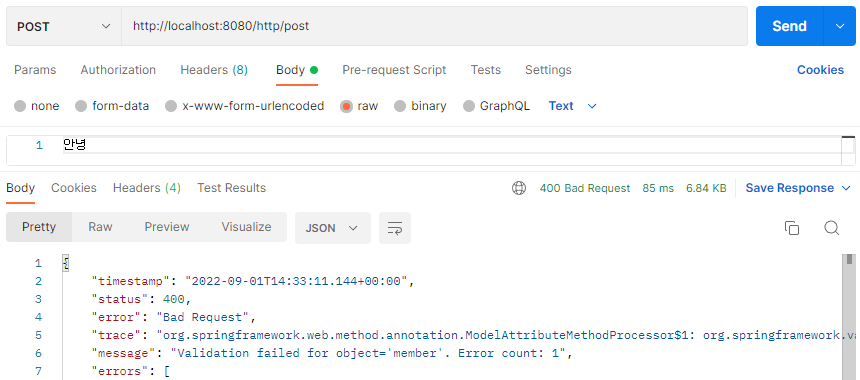 POST http://localhost:8080/http/post Send
Params Authorization Headers (8) Body Pre-request Script Tests Settings Cookies
none form-data x-www-form-urlencoded raw binary GraphQL Text
1 안녕
Body Cookies Headers (4) Test Results 400 Bad Request 85 ms 6.84 KB Save Response
Pretty Raw Preview Visualize JSON
1 {
2 "timestamp": "2022-09-01T14:33:11.144+00:00",
3 "status": 400,
4 "error": "Bad Request",
5 "trace": "org.springframework.web.method.annotation.ModelAttributeMethodProcessor$1: org.springframework.va
6 "message": "Validation failed for object='member'. Error count: 1",
7 "errors": [